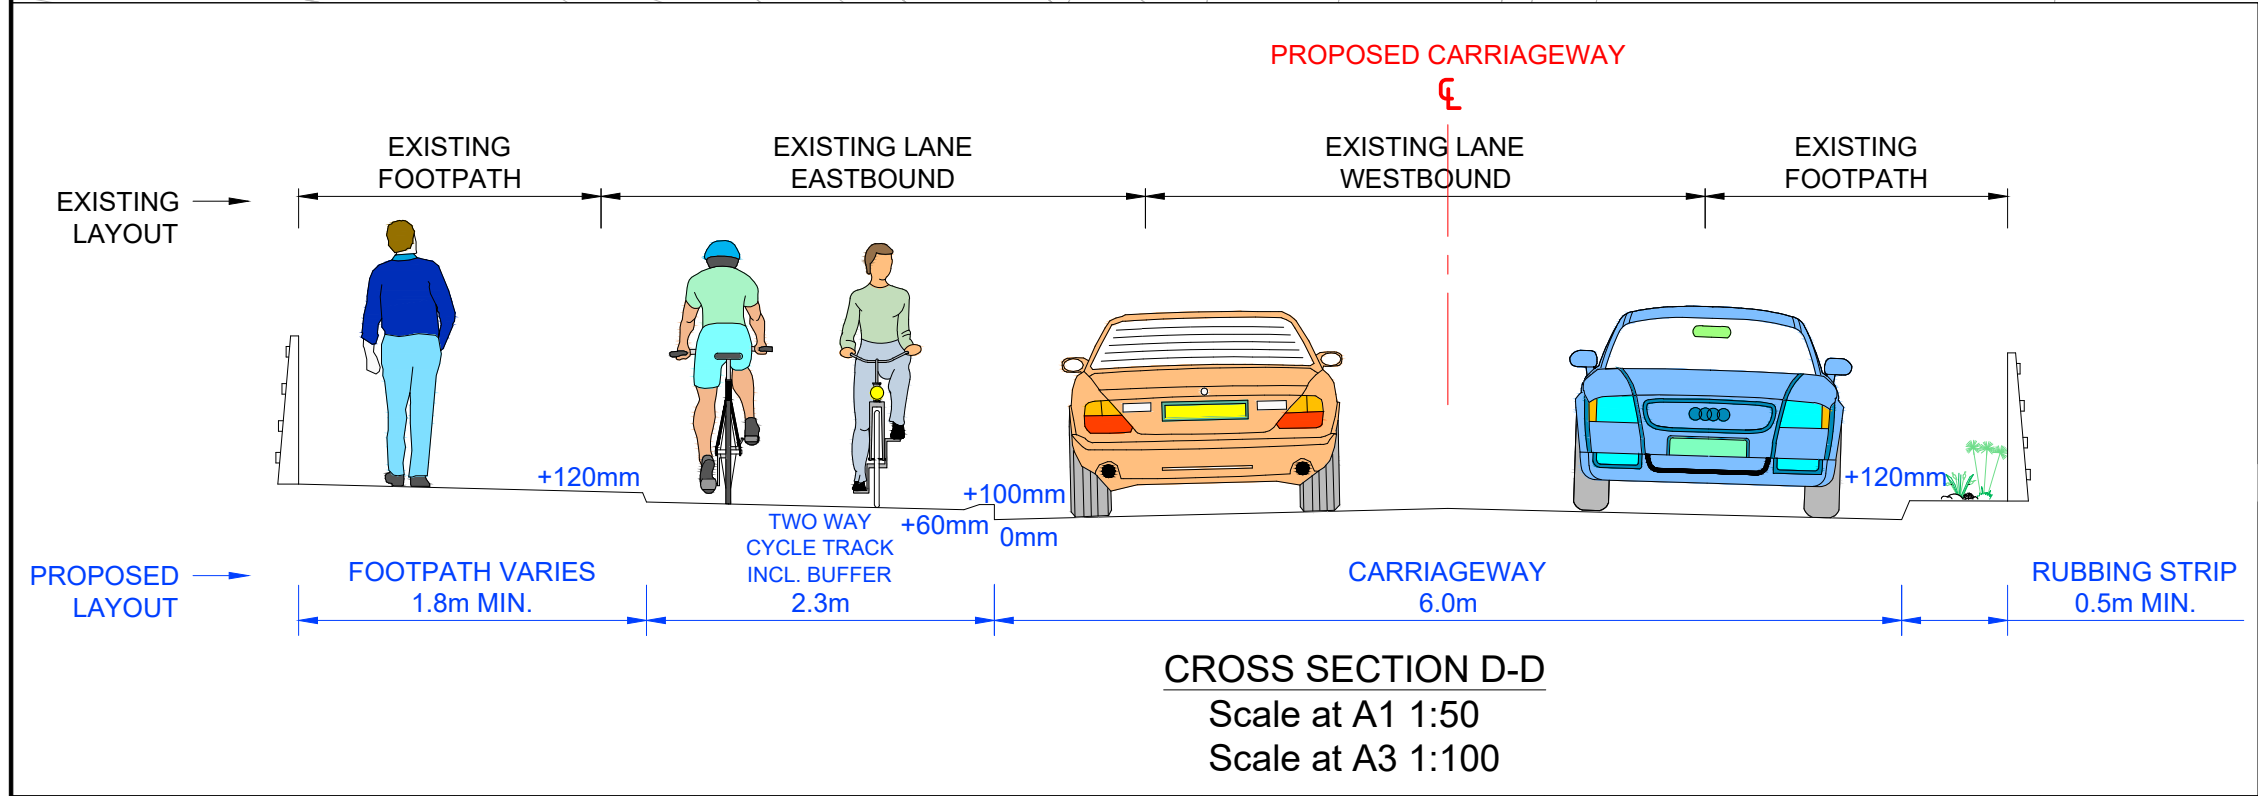 PROPOSED CARRIAGEWAY
℄
EXISTING
FOOTPATH
EXISTING LANE
EASTBOUND
EXISTING LANE
WESTBOUND
EXISTING
FOOTPATH
EXISTING
LAYOUT
+120mm
+100mm
+120mm
+60mm
0mm
TWO WAY
CYCLE TRACK
INCL. BUFFER
2.3m
PROPOSED
LAYOUT
FOOTPATH VARIES
1.8m MIN.
CARRIAGEWAY
6.0m
RUBBING STRIP
0.5m MIN.
CROSS SECTION D-D
Scale at A1 1:50
Scale at A3 1:100